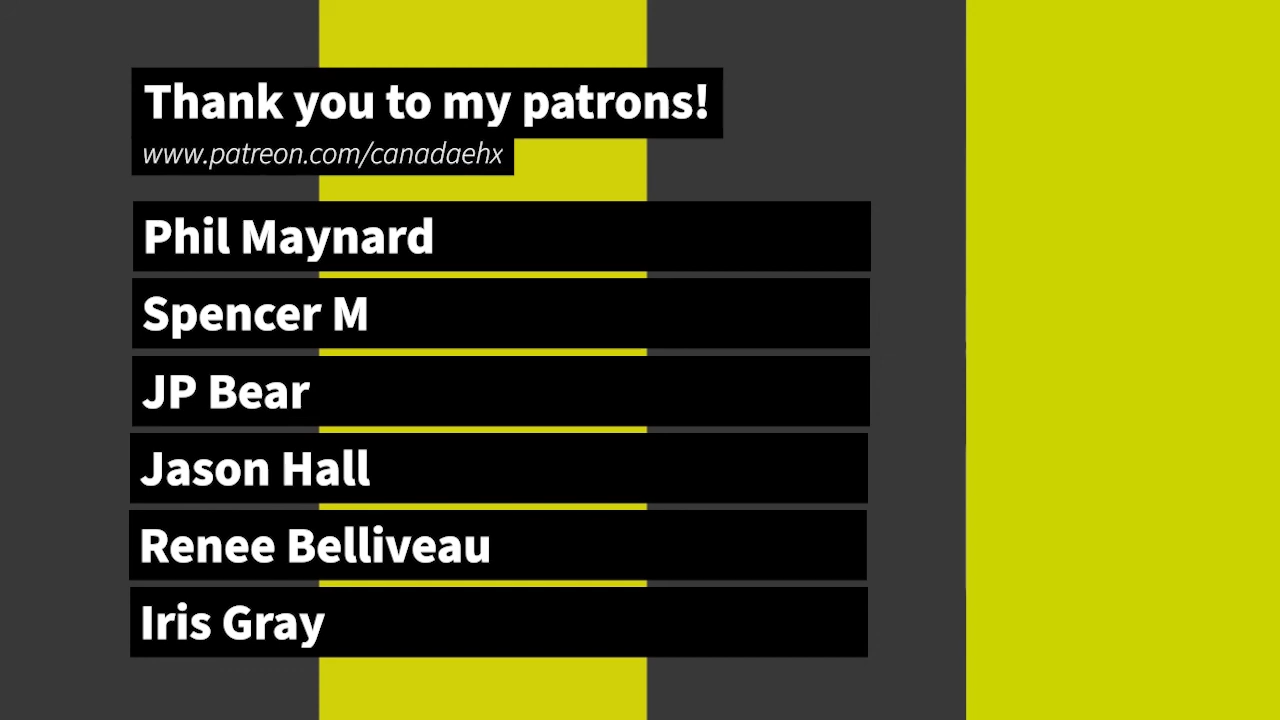 Thank you to my patrons!
www.patreon.com/canadaehx
Phil Maynard
Spencer M
JP Bear
Jason Hall
Renee Belliveau
Iris Gray